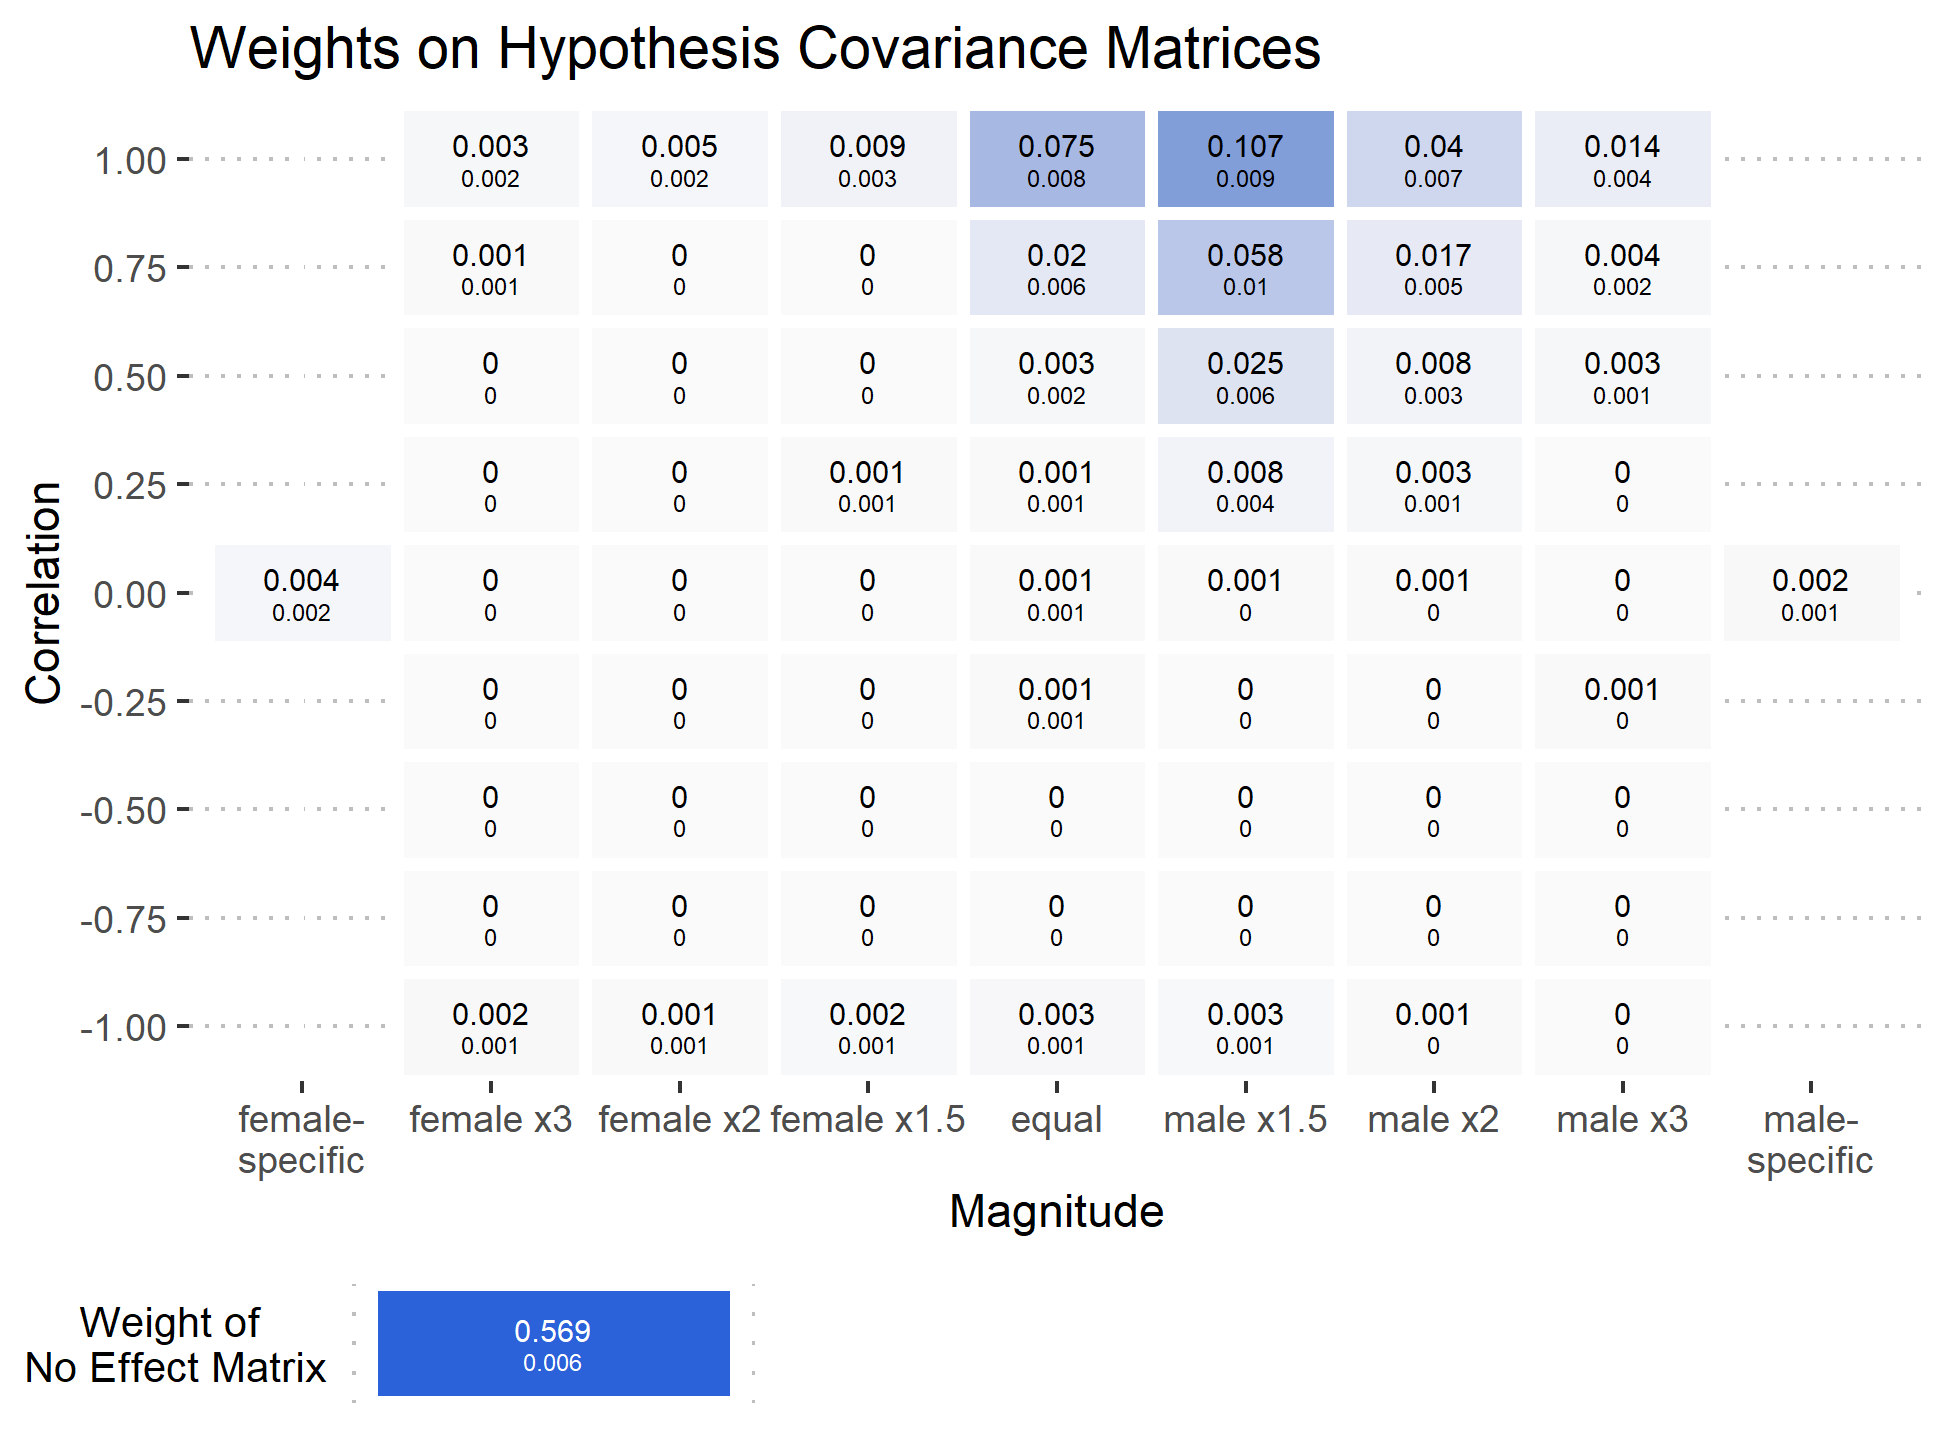 Weights on Hypothesis Covariance Matrices
Correlation
1.00
0.003 0.005 0.009 0.075 0.107 0.04 0.014
0.002 0.002 0.003 0.008 0.009 0.007 0.004
0.75
0.001 0 0 0.02 0.058 0.017 0.004
0.001 0 0 0.006 0.01 0.005 0.002
0.50
0 0 0 0.003 0.025 0.008 0.003
0 0 0 0.002 0.006 0.003 0.001
0.25
0 0 0.001 0.001 0.008 0.003 0
0 0 0.001 0.001 0.004 0.001 0
0.00
0.004 0 0 0 0.001 0.001 0.001 0 0.002
0.002 0 0 0 0.001 0 0 0 0.001
-0.25
0 0 0 0.001 0 0 0.001
0 0 0 0.001 0 0 0
-0.50
0 0 0 0 0 0 0
0 0 0 0 0 0 0
-0.75
0 0 0 0 0 0 0
0 0 0 0 0 0 0
-1.00
0.002 0.001 0.002 0.003 0.003 0.001 0
0.001 0.001 0.001 0.001 0.001 0 0
female- female x3 female x2 female x1.5 equal male x1.5 male x2 male x3 male-
specific specific
Magnitude
Weight of
No Effect Matrix
0.569
0.006